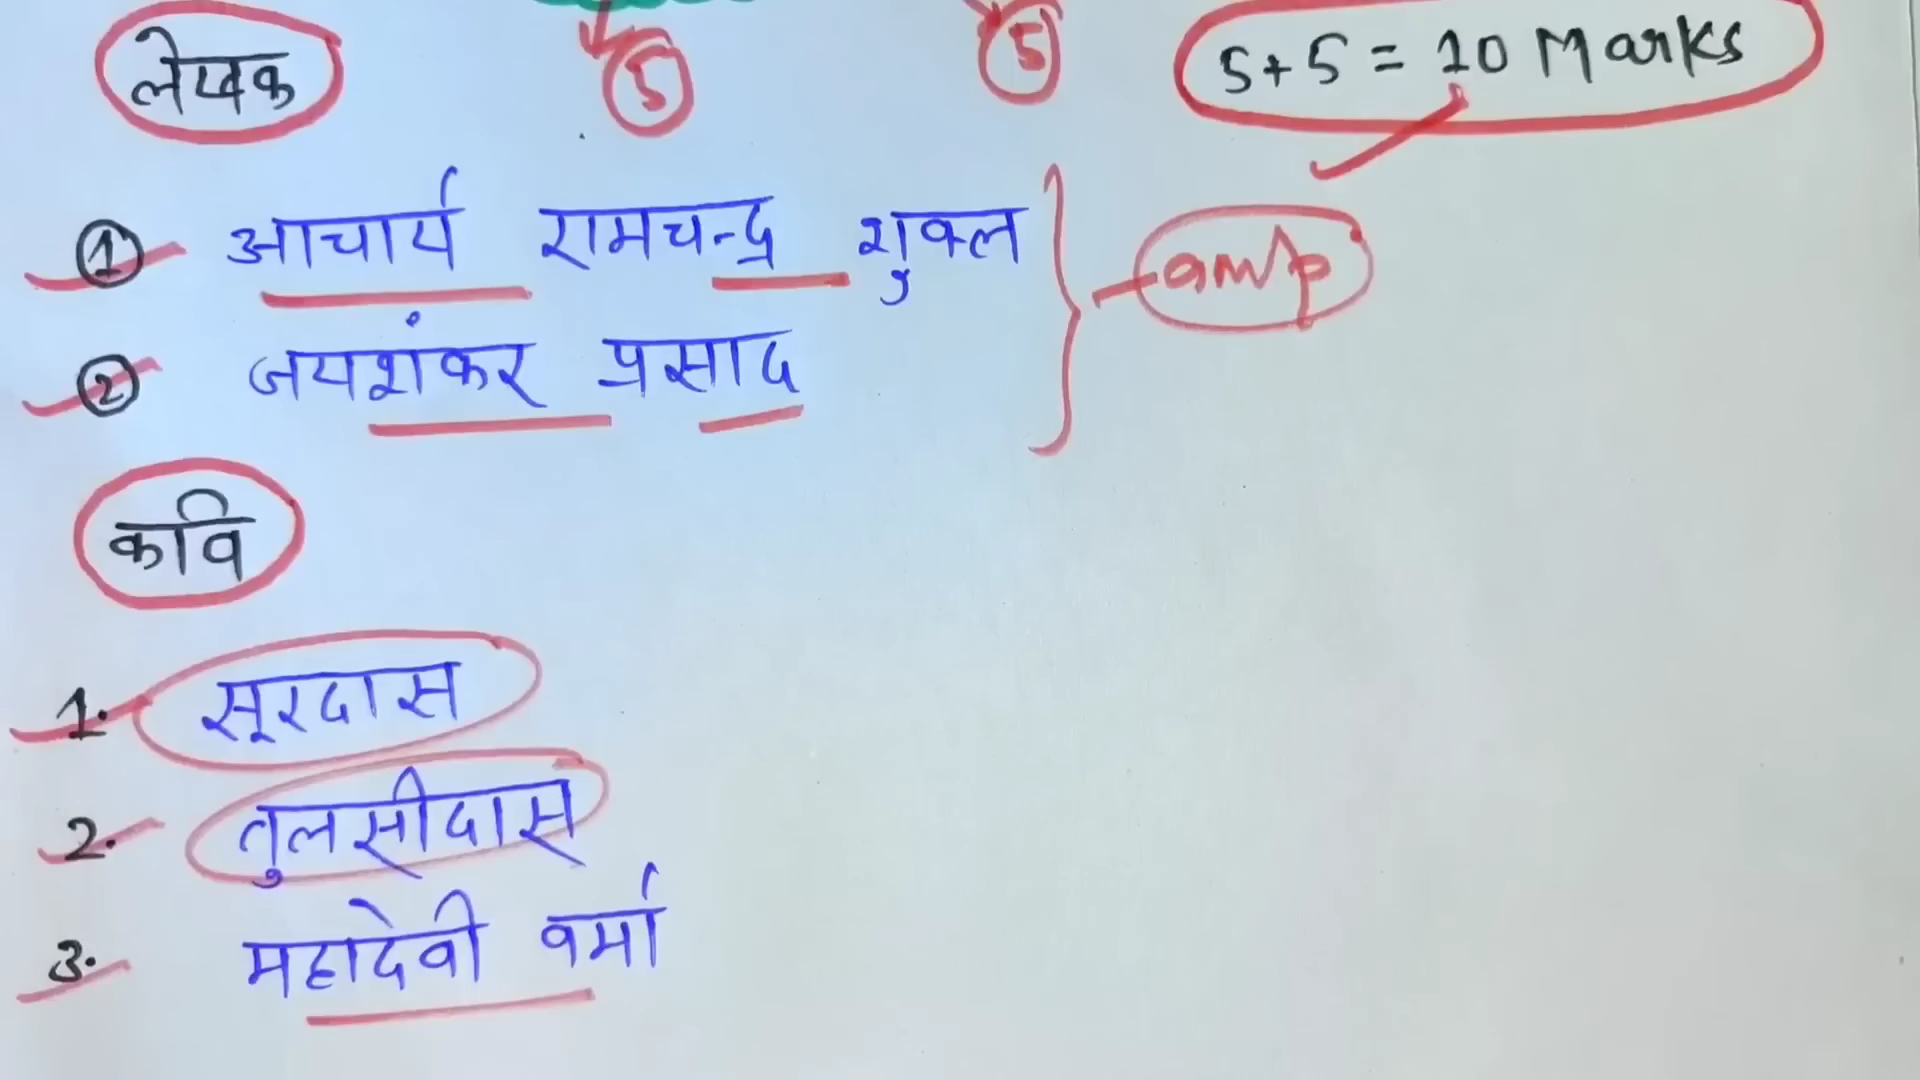 लेखक
5
5
5 + 5 = 10 Marks
① आचार्य रामचन्द्र शुक्ल
② जयशंकर प्रसाद
कवि
1. सूरदास
2. तुलसीदास
3. महादेवी वर्मा